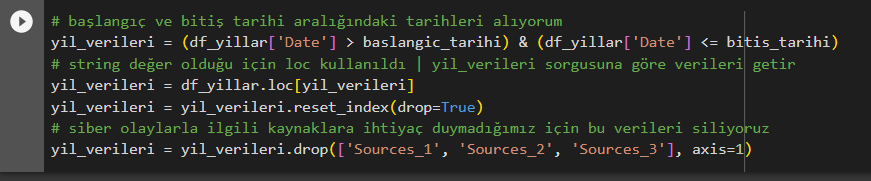 # başlangıç ve bitiş tarihi aralığındaki tarihleri alıyorum
yil_verileri = (df_yillar['Date'] > baslangic_tarihi) & (df_yillar['Date'] <= bitis_tarihi)
# string değer olduğu için loc kullanıldı | yil_verileri sorgusuna göre verileri getir
yil_verileri = df_yillar.loc[yil_verileri]
yil_verileri = yil_verileri.reset_index(drop=True)
# siber olaylarla ilgili kaynaklara ihtiyaç duymadığımız için bu verileri siliyoruz
yil_verileri = yil_verileri.drop(['Sources_1', 'Sources_2', 'Sources_3'], axis=1)